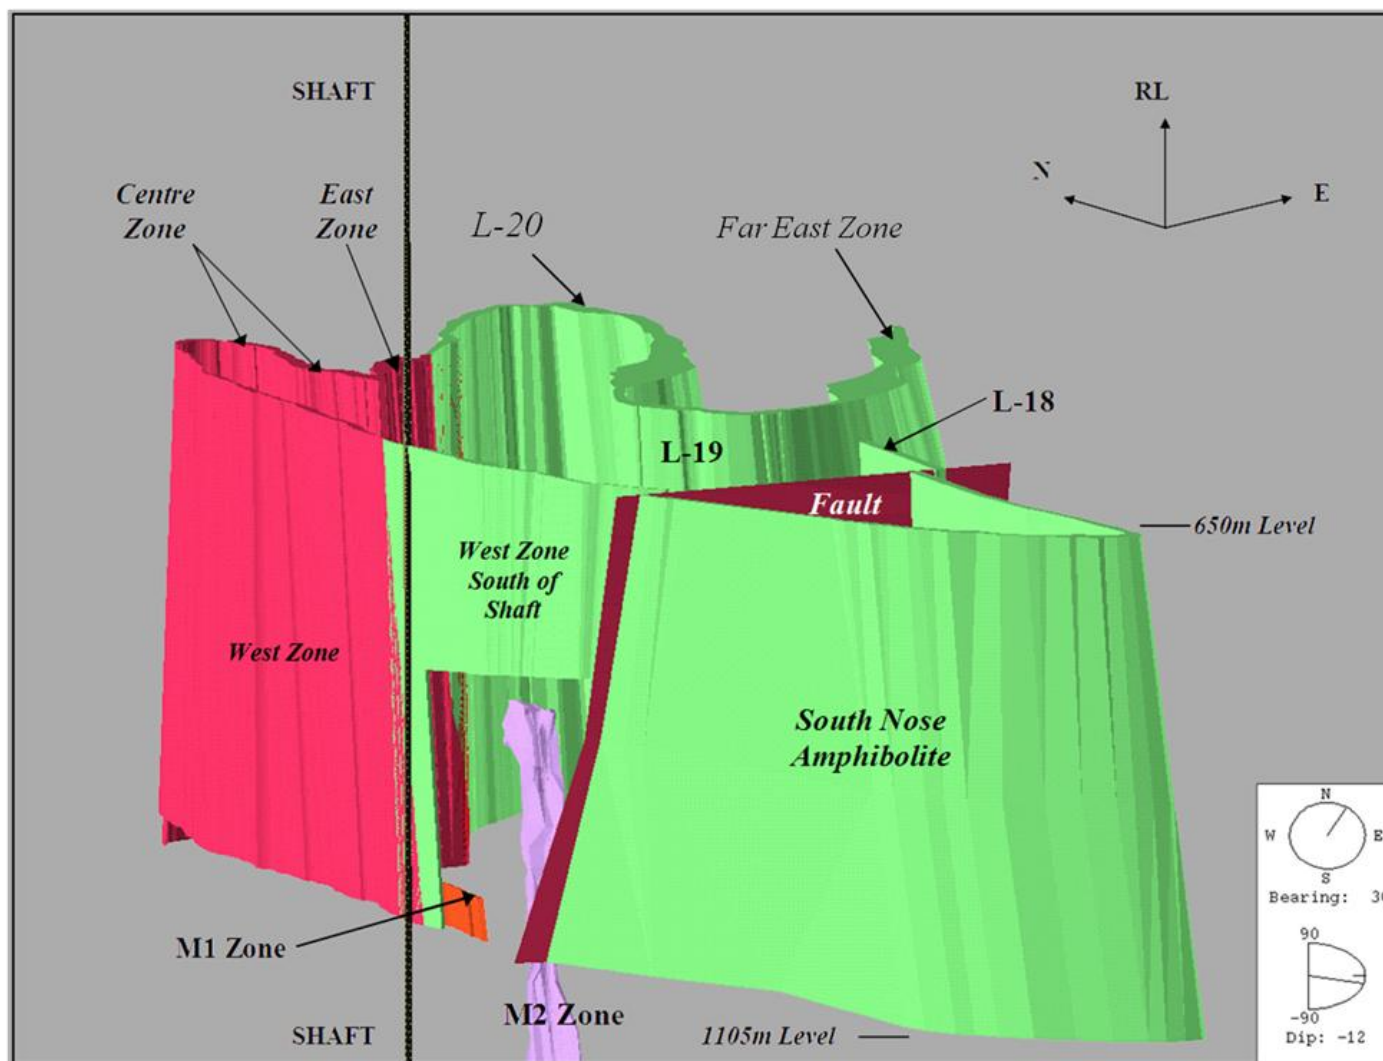 SHAFT
RL
N
E
Centre
Zone
East
Zone
L-20
Far East Zone
L-18
L-19
Fault
650m Level
West Zone
South of
Shaft
West Zone
South Nose
Amphibolite
M1 Zone
M2 Zone
SHAFT
1105m Level
N
W
E
S
Bearing:
90
-90
Dip: -12